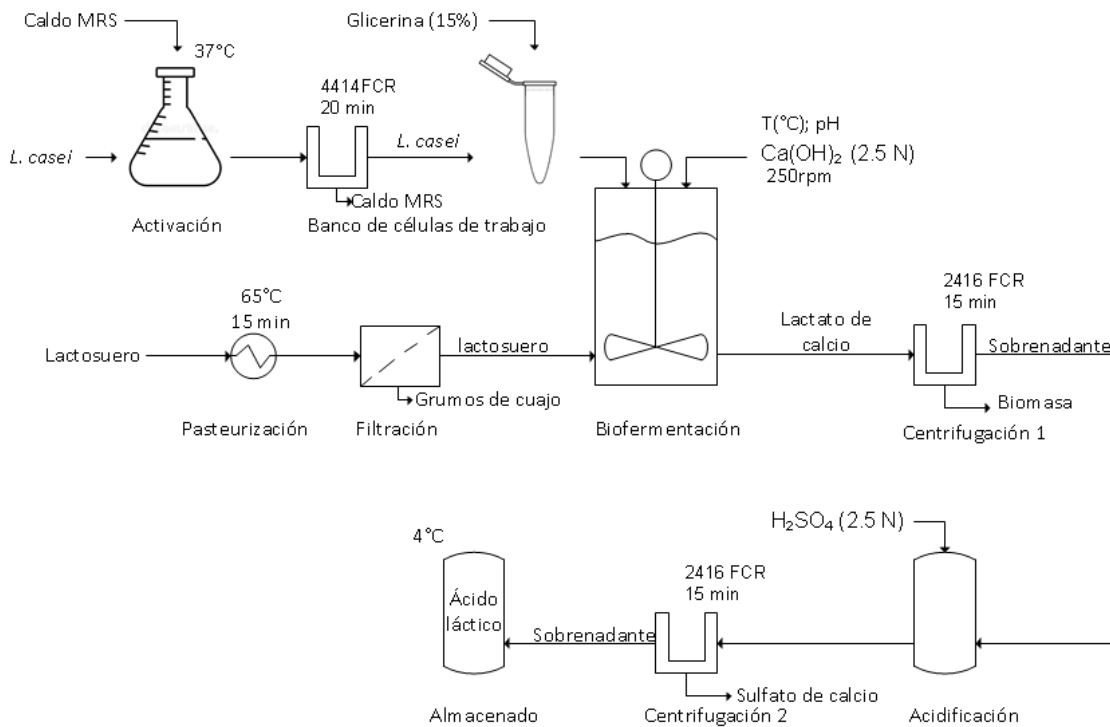 Caldo MRS
Glicerina (15%)
37°C
4414FCR
20 min
L. casei
L. casei
T(°C); pH
Ca(OH)₂ (2.5 N)
250rpm
Caldo MRS
Activación
Banco de células de trabajo
65°C
15 min
2416 FCR
15 min
Lactosuero
lactosuero
Lactato de
calcio
Sobrenadante
Grumos de cuajo
Biomasa
Pasteurización
Filtración
Biofermentación
Centrifugación 1
H₂SO₄ (2.5 N)
4°C
2416 FCR
15 min
Ácido
láctico
Sobrenadante
Sulfato de calcio
Almacenado
Centrifugación 2
Acidificación